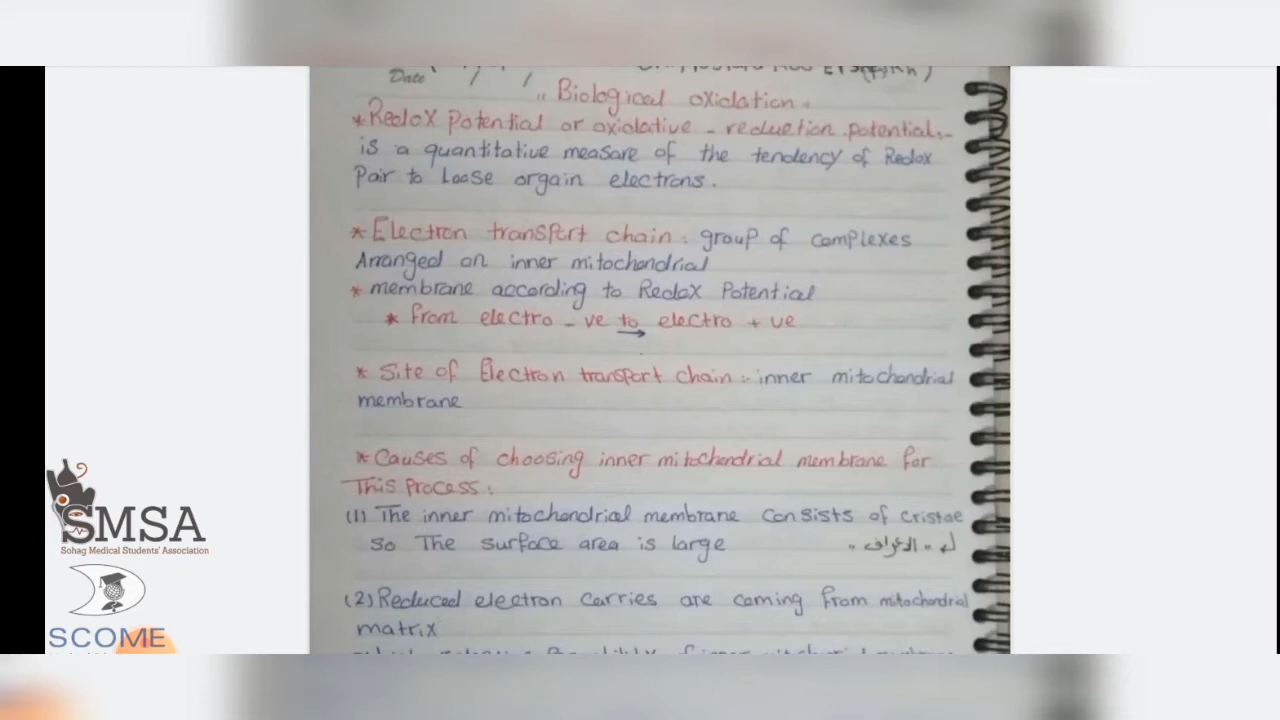 Date / /
" Biological oxidation .
* Redox potential or oxidative - reduction potential :-
is a quantitative measure of the tendency of Redox
Pair to Loose orgain electrons .
* Electron transport chain : group of complexes
Arranged on inner mitochondrial
* membrane according to Redox Potential
* from electro - ve to electro + ve
* Site of Electron transport chain :- inner mitochondrial
membrane
* Causes of choosing inner mitochondrial membrane for
This Process :
(1) The inner mitochondrial membrane consists of cristae
so The surface area is large
(2) Reduced electron carries are coming from mitochondrial
matrix
SMSA
Sohag Medical Students' Association
SCOME